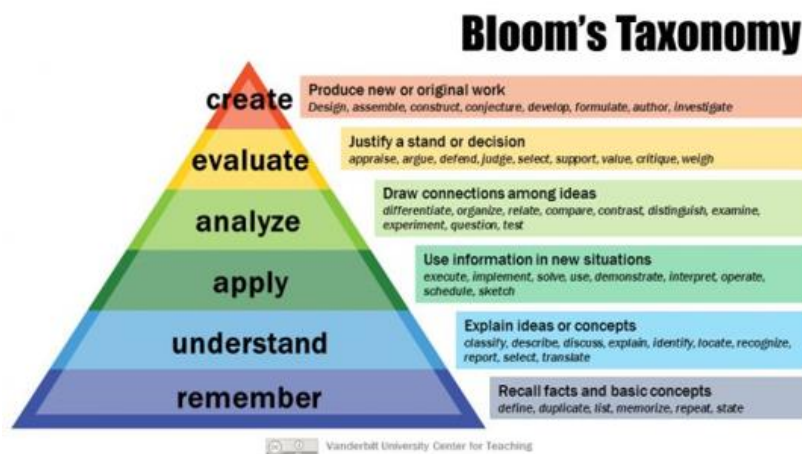 Bloom's Taxonomy
create
Produce new or original work
Design, assemble, construct, conjecture, develop, formulate, author, investigate
evaluate
Justify a stand or decision
appraise, argue, defend, judge, select, support, value, critique, weigh
analyze
Draw connections among ideas
differentiate, organize, relate, compare, contrast, distinguish, examine,
experiment, question, test
apply
Use information in new situations
execute, implement, solve, use, demonstrate, interpret, operate,
schedule, sketch
understand
Explain ideas or concepts
classify, describe, discuss, explain, identify, locate, recognize,
report, select, translate
remember
Recall facts and basic concepts
define, duplicate, list, memorize, repeat, state
Vanderbilt University Center for Teaching